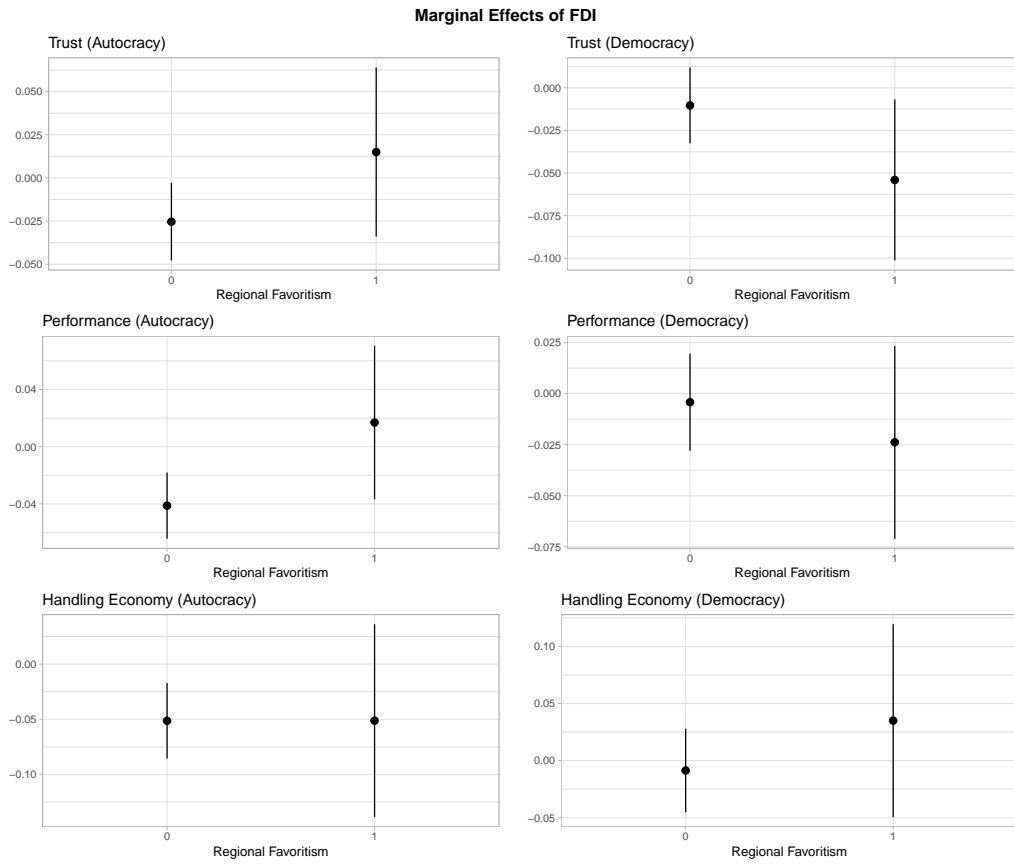 Marginal Effects of FDI
Trust (Autocracy)
0.050
0.025
0.000
−0.025
−0.050
0
1
Regional Favoritism
Trust (Democracy)
0.000
−0.025
−0.050
−0.075
−0.100
0
1
Regional Favoritism
Performance (Autocracy)
0.04
0.00
−0.04
0
1
Regional Favoritism
Performance (Democracy)
0.025
0.000
−0.025
−0.050
−0.075
0
1
Regional Favoritism
Handling Economy (Autocracy)
0.00
−0.05
−0.10
0
1
Regional Favoritism
Handling Economy (Democracy)
0.10
0.05
0.00
−0.05
0
1
Regional Favoritism